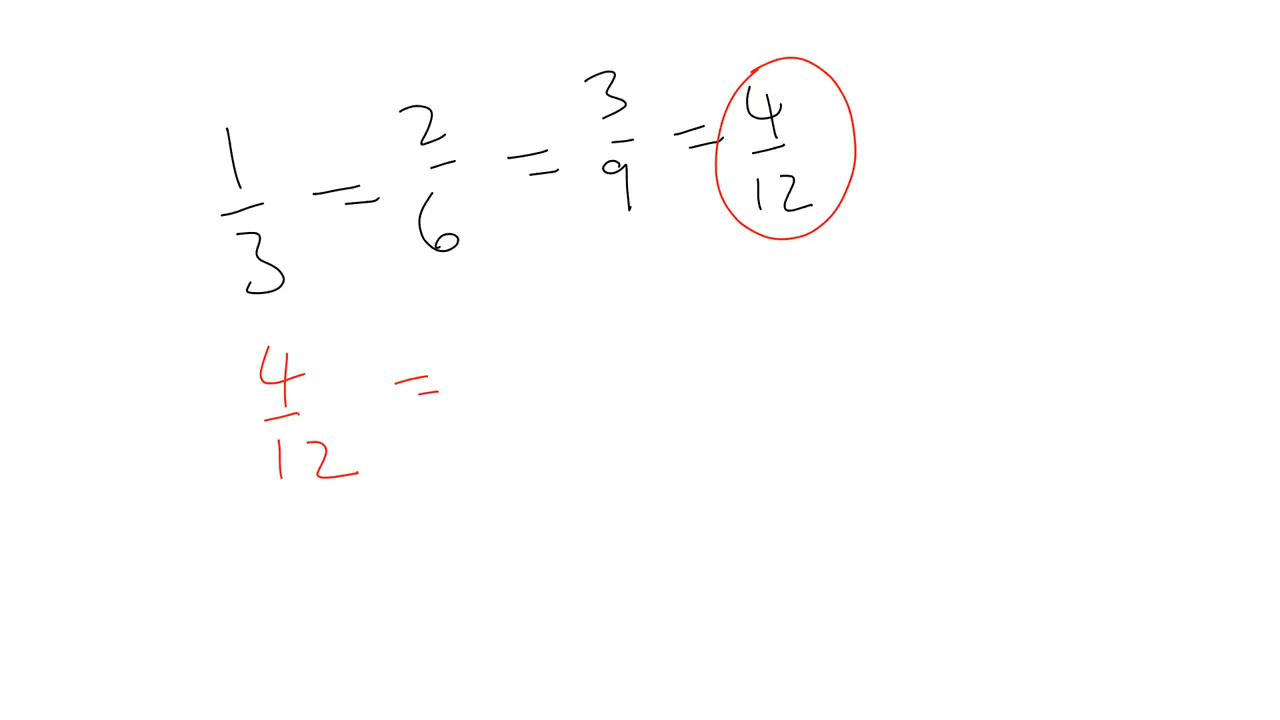 1/3 = 2/6 = 3/9 = 4/12
4/12 =